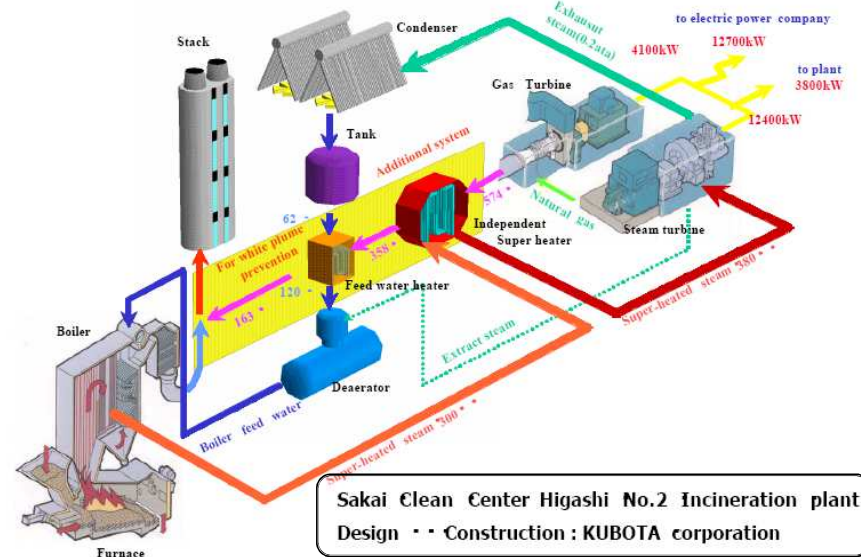 to electric power company
Condenser
Exhausut
steam(0.2ata)
Stack
4100kW
12700kW
to plant
3800kW
Gas Turbine
12400kW
Tank
Additional system
574 •
Natural gas
62 •
Independent
Super heater
Steam turbine
For white plume
prevention
358 •
Super-heated steam 380 • •
Feed water heater
120 •
163 •
Boiler
Extract steam
Deaerator
Boiler feed water
Super-heated steam 300 • •
Furnace
Sakai Clean Center Higashi No.2 Incineration plant
Design • • Construction : KUBOTA corporation